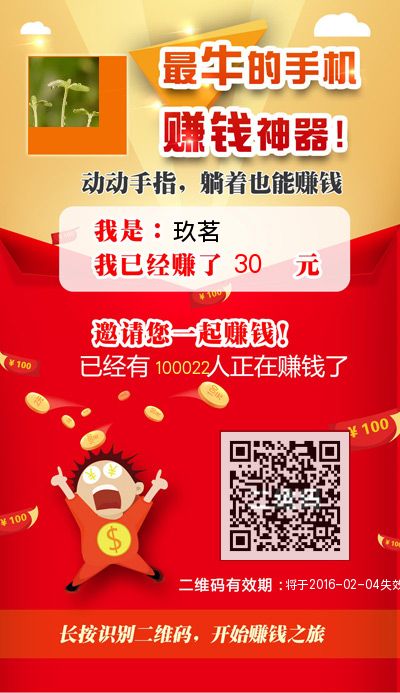 最牛的手机
赚钱神器！
动动手指，躺着也能赚钱
我是：玖茗
我已经赚了 30 元
¥100
邀请您一起赚钱！
已经有100022人正在赚钱了
¥100
¥100
¥100
¥100
$
二维码有效期：将于2016-02-04失效
长按识别二维码，开始赚钱之旅